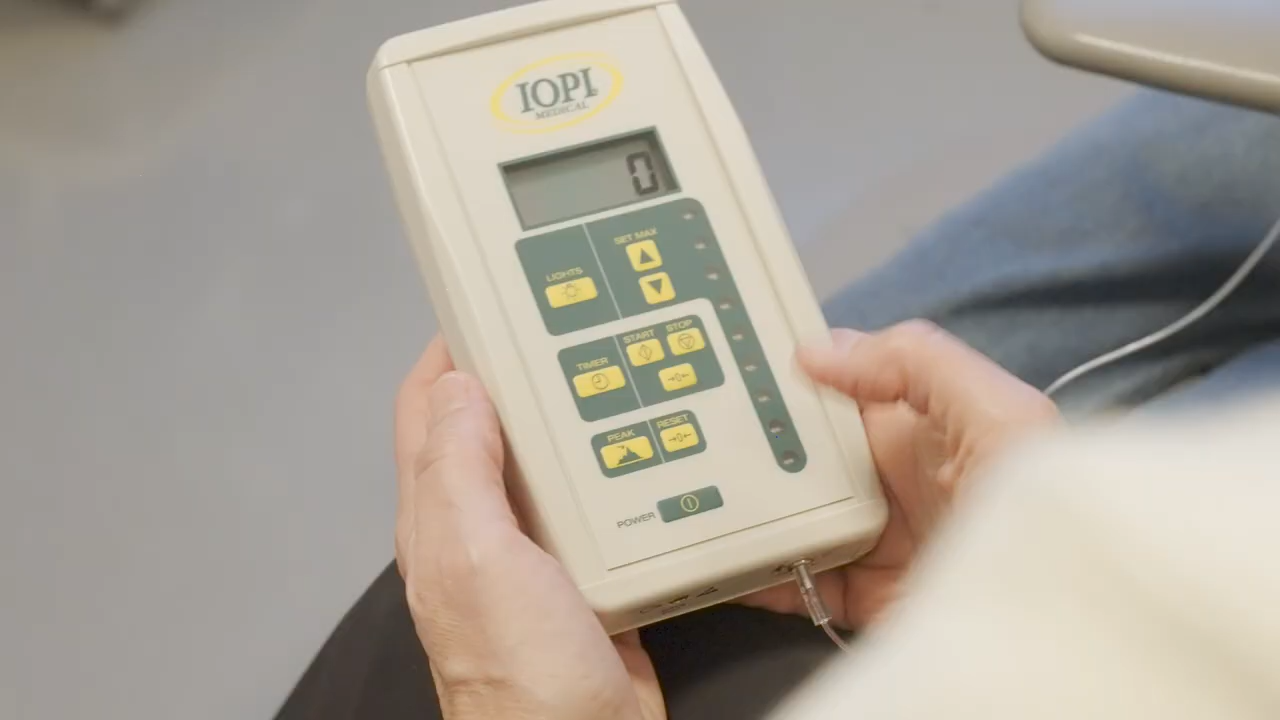 IOPI
MEDICAL
0
SET MAX
LIGHTS
START STOP
TIMER
PEAK RESET
POWER